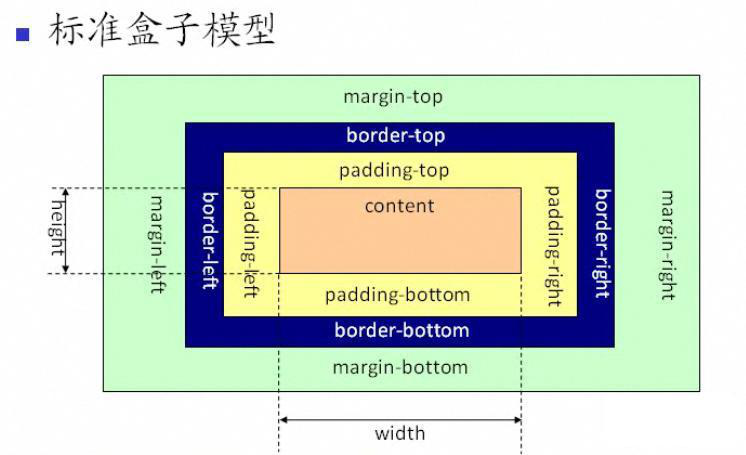 标准盒子模型
margin-top
border-top
padding-top
content
height
margin-left
border-left
padding-left
padding-right
border-right
margin-right
padding-bottom
border-bottom
margin-bottom
width